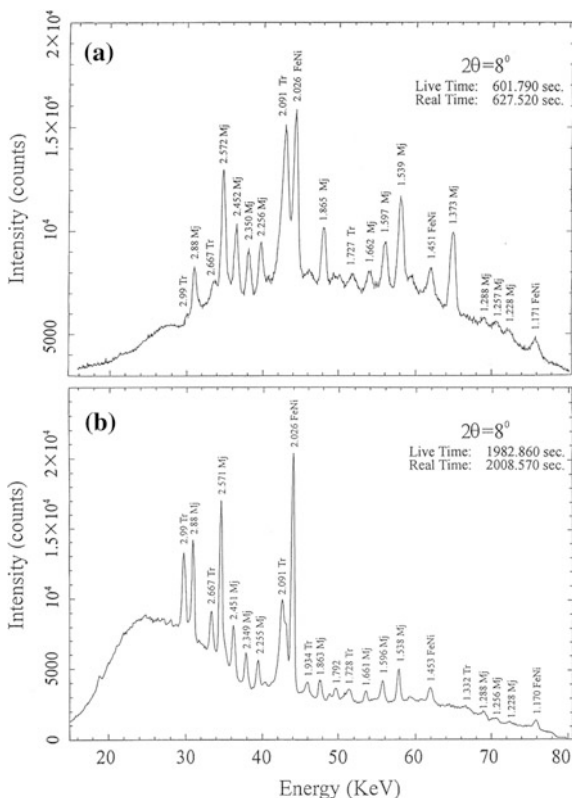 (a)
2θ=8⁰
Live Time: 601.790 sec.
Real Time: 627.520 sec.
Intensity (counts)
2×10⁴
1.5×10⁴
10⁴
5000
2.99 Tr
2.88 Mj
2.667 Tr
2.572 Mj
2.452 Mj
2.350 Mj
2.256 Mj
2.091 Tr
2.026 FeNi
1.865 Mj
1.727 Tr
1.662 Mj
1.597 Mj
1.539 Mj
1.451 FeNi
1.373 Mj
1.288 Mj
1.257 Mj
1.228 Mj
1.171 FeNi
(b)
2θ=8⁰
Live Time: 1982.860 sec.
Real Time: 2008.570 sec.
Intensity (counts)
2×10⁴
1.5×10⁴
10⁴
5000
0
2.99 Tr
2.88 Mj
2.667 Tr
2.571 Mj
2.451 Mj
2.349 Mj
2.255 Mj
2.091 Tr
2.026 FeNi
1.934 Tr
1.863 Mj
1.792
1.728 Tr
1.661 Mj
1.596 Mj
1.538 Mj
1.453 FeNi
1.332 Tr
1.288 Mj
1.256 Mj
1.228 Mj
1.170 FeNi
20 30 40 50 60 70 80
Energy (KeV)